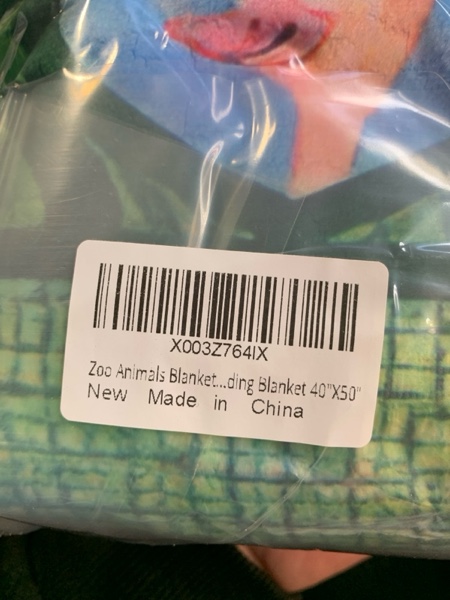 X003Z764IX
Zoo Animals Blanket...ding Blanket 40"X50"
New Made in China